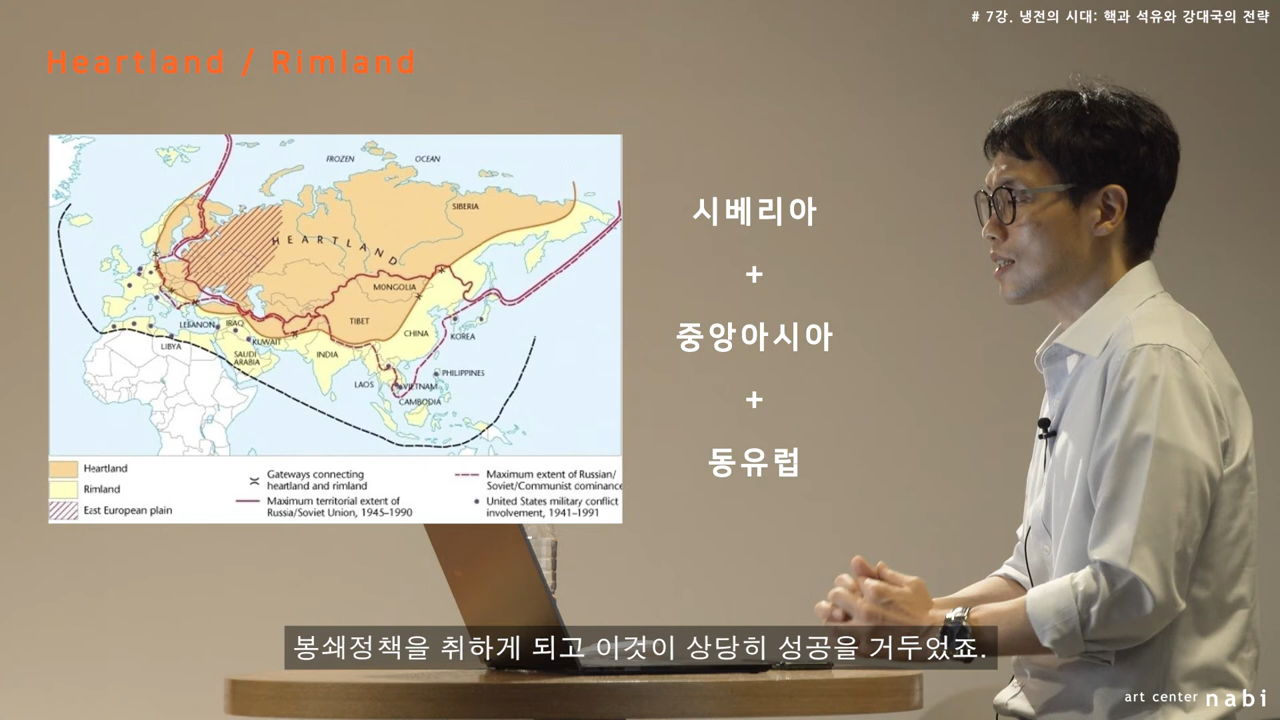 # 7강. 냉전의 시대: 핵과 석유와 강대국의 전략
Heartland / Rimland
FROZEN OCEAN
SIBERIA
HEARTLAND
MONGOLIA
TIBET
CHINA
KOREA
LEBANON
IRAQ
KUWAIT
LIBYA
SAUDI
ARABIA
INDIA
LAOS
VIETNAM
CAMBODIA
PHILIPPINES
Heartland
Rimland
East European plain
Gateways connecting
heartland and rimland
Maximum territorial extent of
Russia/Soviet Union, 1945–1990
Maximum extent of Russian/
Soviet/Communist dominance
United States military conflict
involvement, 1941–1991
시베리아
+
중앙아시아
+
동유럽
봉쇄정책을 취하게 되고 이것이 상당히 성공을 거두었죠.
art center nabi